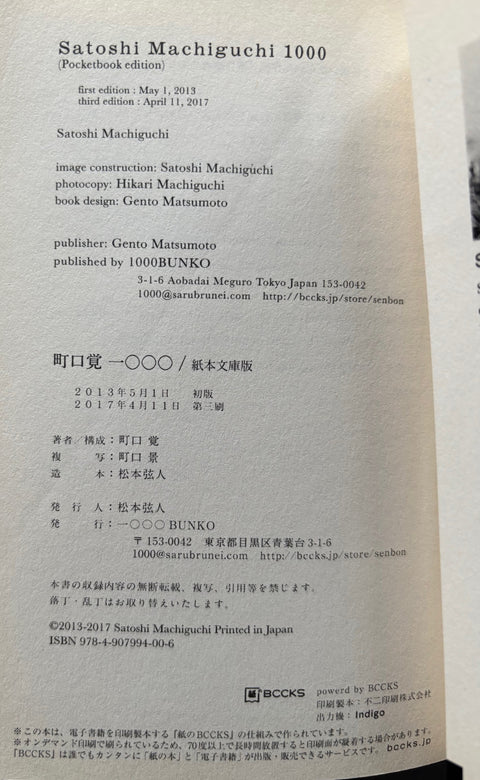 Satoshi Machiguchi 1000
(Pocketbook edition)
first edition : May 1, 2013
third edition : April 11, 2017
Satoshi Machiguchi
image construction: Satoshi Machiguchi
photocopy: Hikari Machiguchi
book design: Gento Matsumoto
publisher: Gento Matsumoto
published by 1000BUNKO
3-1-6 Aobadai Meguro Tokyo Japan 153-0042
1000@sarubrunei.com http://bccks.jp/store/senbon
町口覚 一〇〇〇 / 紙本文庫版
２０１３年５月１日 初版
２０１７年４月１１日 第三刷
著者／構成：町口 覚
複 写：町口 景
造 本：松本弦人
発 行 人：松本弦人
発 行：一〇〇〇BUNKO
〒153-0042 東京都目黒区青葉台3-1-6
1000@sarubrunei.com http://bccks.jp/store/senbon
本書の収録内容の無断転載、複写、引用等を禁じます。
落丁・乱丁はお取り替えいたします。
©2013-2017 Satoshi Machiguchi Printed in Japan
ISBN 978-4-907994-00-6
BCCKS
powerd by BCCKS
印刷製本：不二印刷株式会社
出力機：Indigo
※この本は、電子書籍を印刷製本する『紙のBCCKS』の仕組みで作られています。
※オンデマンド印刷で刷られているため、70度以上で長時間放置すると印刷面が凝着する場合があります。
『BCCKS』は誰でもカンタンに「紙の本」と「電子書籍」が出版・販売できるサービスです。 bccks.jp